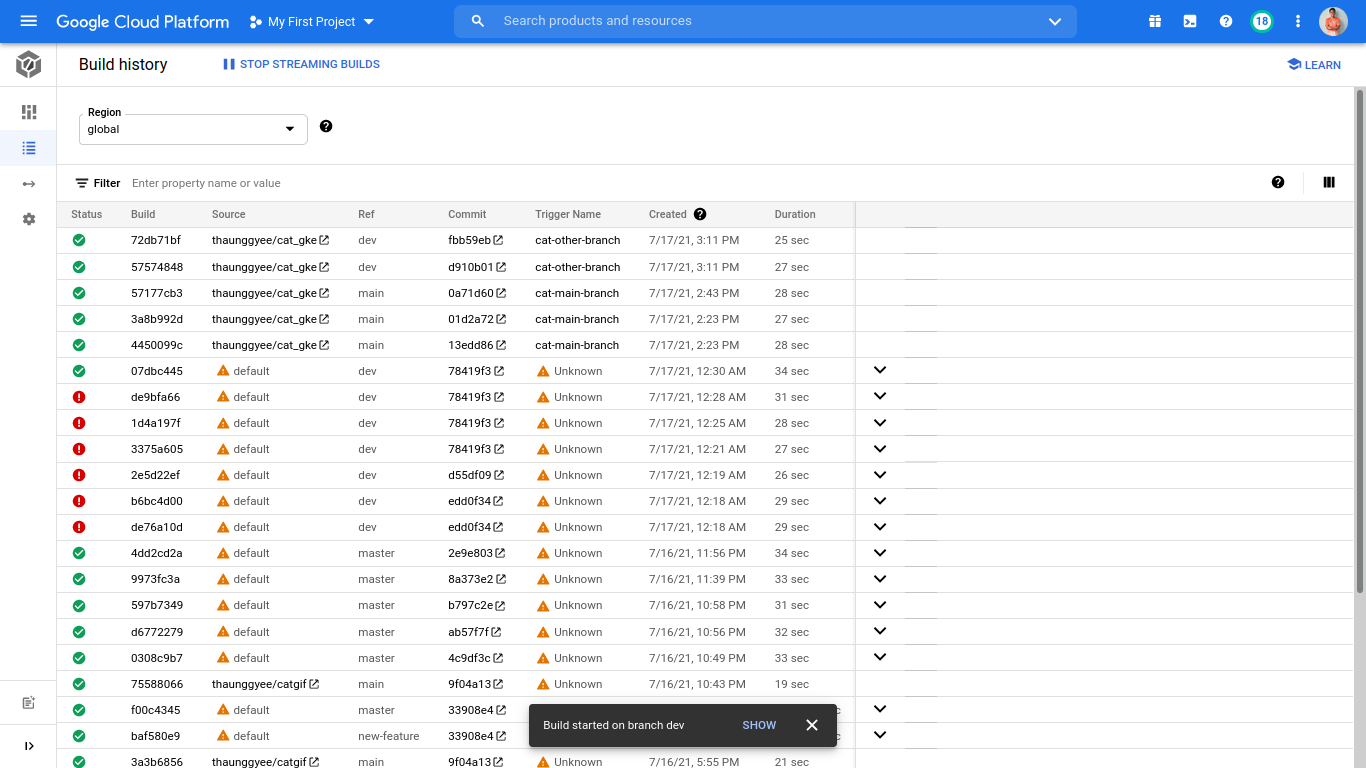 Google Cloud Platform My First Project Search products and resources 18
Build history STOP STREAMING BUILDS LEARN
Region
global
Filter Enter property name or value
Status Build Source Ref Commit Trigger Name Created Duration
72db71bf thaunggyee/cat_gke dev fbb59eb cat-other-branch 7/17/21, 3:11 PM 25 sec
57574848 thaunggyee/cat_gke dev d910b01 cat-other-branch 7/17/21, 3:11 PM 27 sec
57177cb3 thaunggyee/cat_gke main 0a71d60 cat-main-branch 7/17/21, 2:43 PM 28 sec
3a8b992d thaunggyee/cat_gke main 01d2a72 cat-main-branch 7/17/21, 2:23 PM 27 sec
4450099c thaunggyee/cat_gke main 13edd86 cat-main-branch 7/17/21, 2:23 PM 28 sec
07dbc445 default dev 78419f3 Unknown 7/17/21, 12:30 AM 34 sec
de9bfa66 default dev 78419f3 Unknown 7/17/21, 12:28 AM 31 sec
1d4a197f default dev 78419f3 Unknown 7/17/21, 12:25 AM 28 sec
3375a605 default dev 78419f3 Unknown 7/17/21, 12:21 AM 27 sec
2e5d22ef default dev d55df09 Unknown 7/17/21, 12:19 AM 26 sec
b6bc4d00 default dev edd0f34 Unknown 7/17/21, 12:18 AM 29 sec
de76a10d default dev edd0f34 Unknown 7/17/21, 12:18 AM 29 sec
4dd2cd2a default master 2e9e803 Unknown 7/16/21, 11:56 PM 34 sec
9973fc3a default master 8a373e2 Unknown 7/16/21, 11:39 PM 33 sec
597b7349 default master b797c2e Unknown 7/16/21, 10:58 PM 31 sec
d6772279 default master ab57f7f Unknown 7/16/21, 10:56 PM 32 sec
0308c9b7 default master 4c9df3c Unknown 7/16/21, 10:49 PM 33 sec
75588066 thaunggyee/catgif main 9f04a13 Unknown 7/16/21, 10:43 PM 19 sec
f00c4345 default master 33908e4
Build started on branch dev SHOW
baf580e9 default new-feature 33908e4
3a3b6856 thaunggyee/catgif main 9f04a13 Unknown 7/16/21, 5:55 PM 21 sec